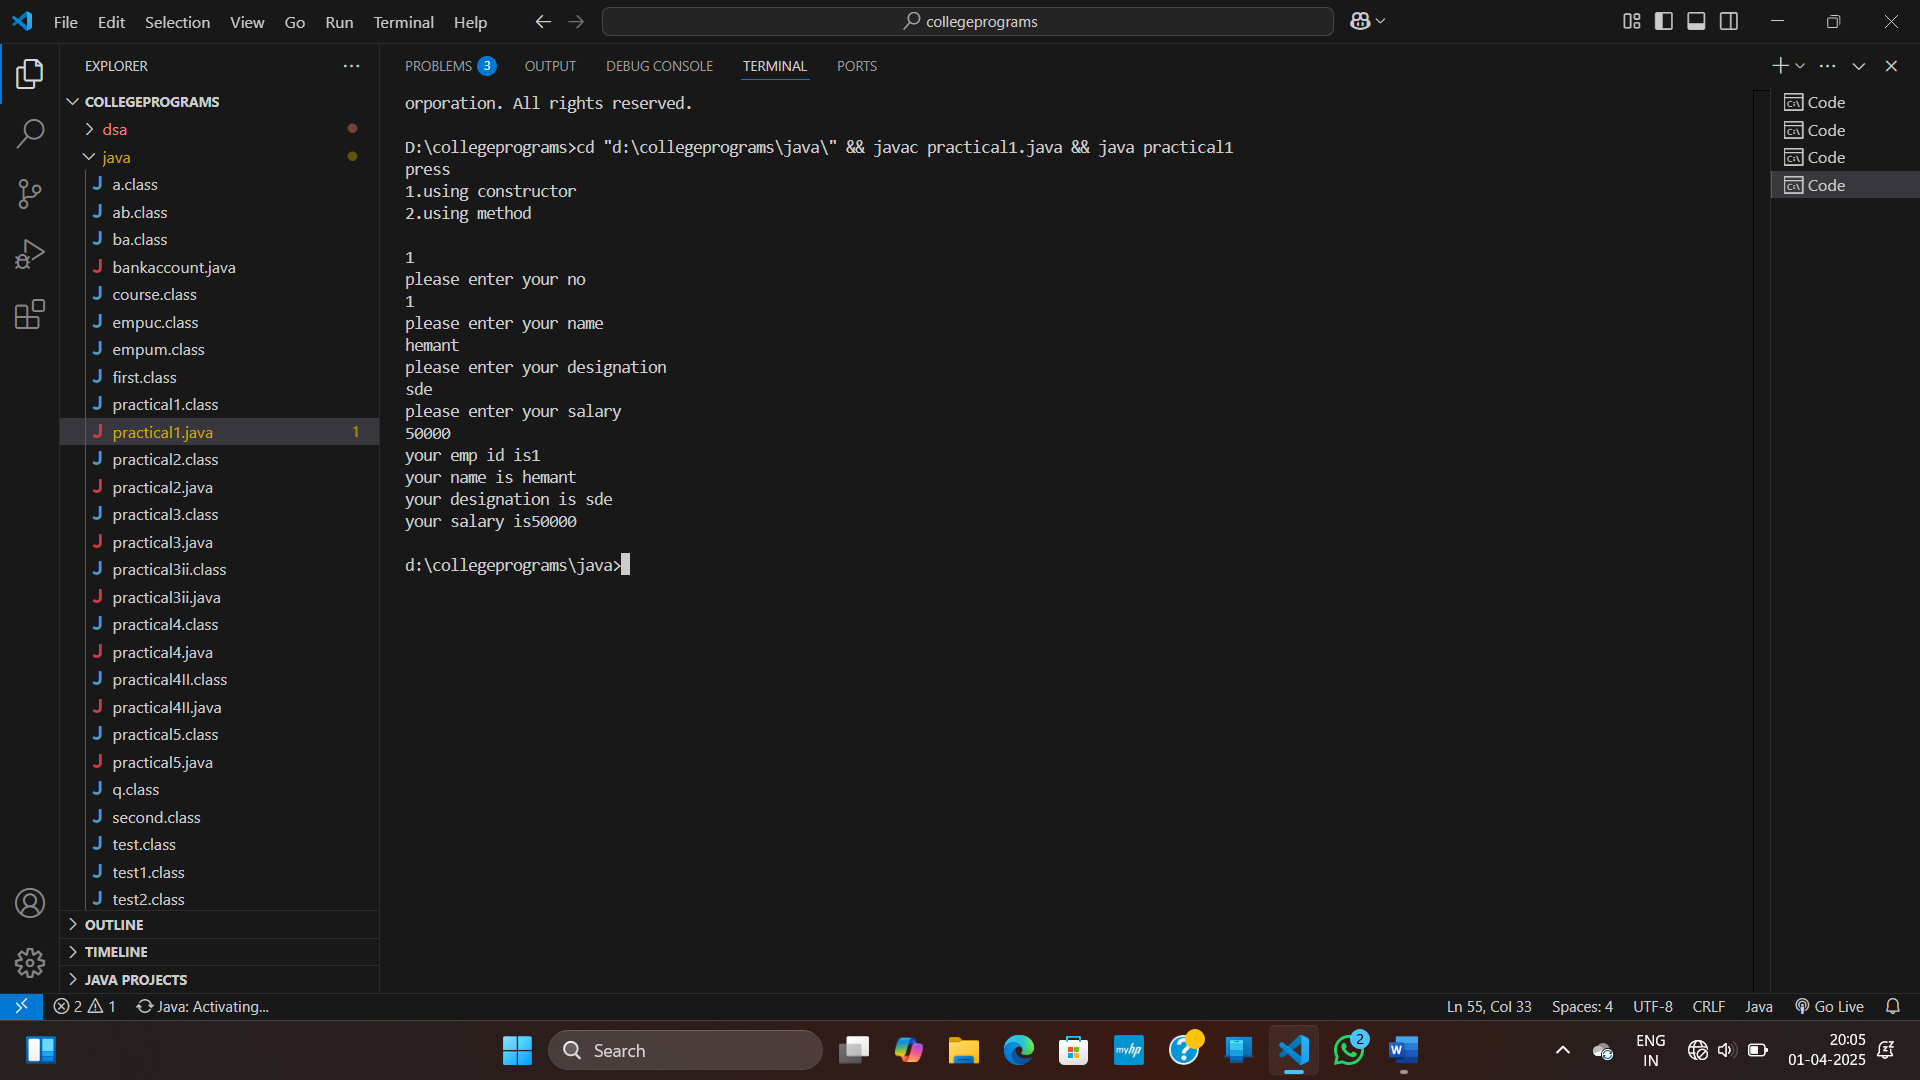 File Edit Selection View Go Run Terminal Help
collegeprograms
EXPLORER
COLLEGEPROGRAMS
dsa
java
a.class
ab.class
ba.class
bankaccount.java
course.class
empuc.class
empum.class
first.class
practical1.class
practical1.java 1
practical2.class
practical2.java
practical3.class
practical3.java
practical3ii.class
practical3ii.java
practical4.class
practical4.java
practical4II.class
practical4II.java
practical5.class
practical5.java
q.class
second.class
test.class
test1.class
test2.class
OUTLINE
TIMELINE
JAVA PROJECTS
PROBLEMS 3 OUTPUT DEBUG CONSOLE TERMINAL PORTS
orporation. All rights reserved.
D:\collegeprograms>cd "d:\collegeprograms\java\" && javac practical1.java && java practical1
press
1.using constructor
2.using method
1
please enter your no
1
please enter your name
hemant
please enter your designation
sde
please enter your salary
50000
your emp id is1
your name is hemant
your designation is sde
your salary is50000
d:\collegeprograms\java>
Code
Code
Code
Code
2 1 Java: Activating...
Ln 55, Col 33 Spaces: 4 UTF-8 CRLF Java Go Live
Search
myhp
2
W
ENG
IN
20:05
01-04-2025